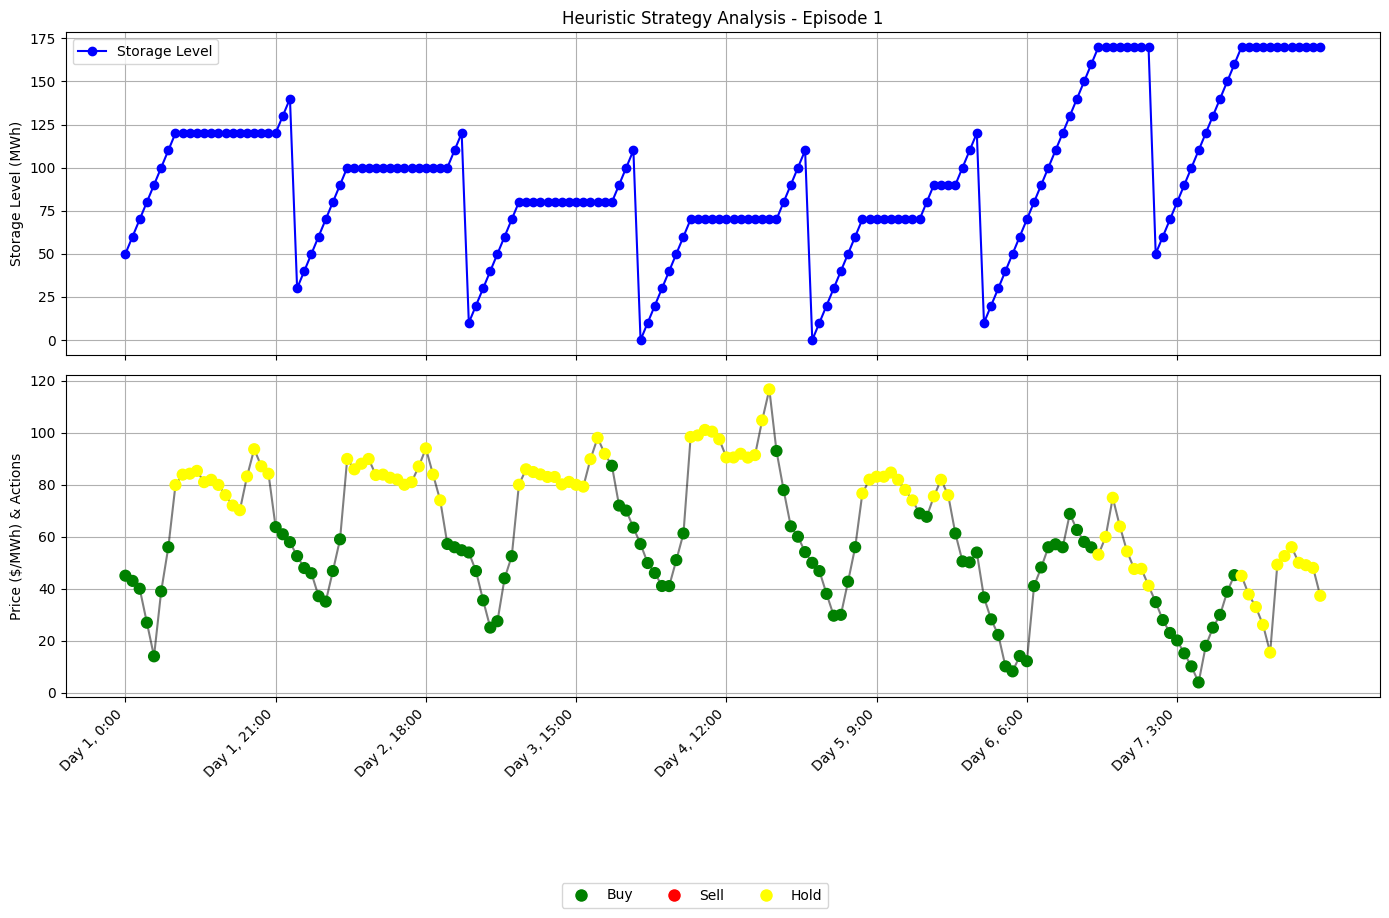 Heuristic Strategy Analysis - Episode 1
Storage Level
Storage Level (MWh)
175
150
125
100
75
50
25
0
Price ($/MWh) & Actions
120
100
80
60
40
20
0
Day 1, 0:00
Day 1, 21:00
Day 2, 18:00
Day 3, 15:00
Day 4, 12:00
Day 5, 9:00
Day 6, 6:00
Day 7, 3:00
Buy
Sell
Hold